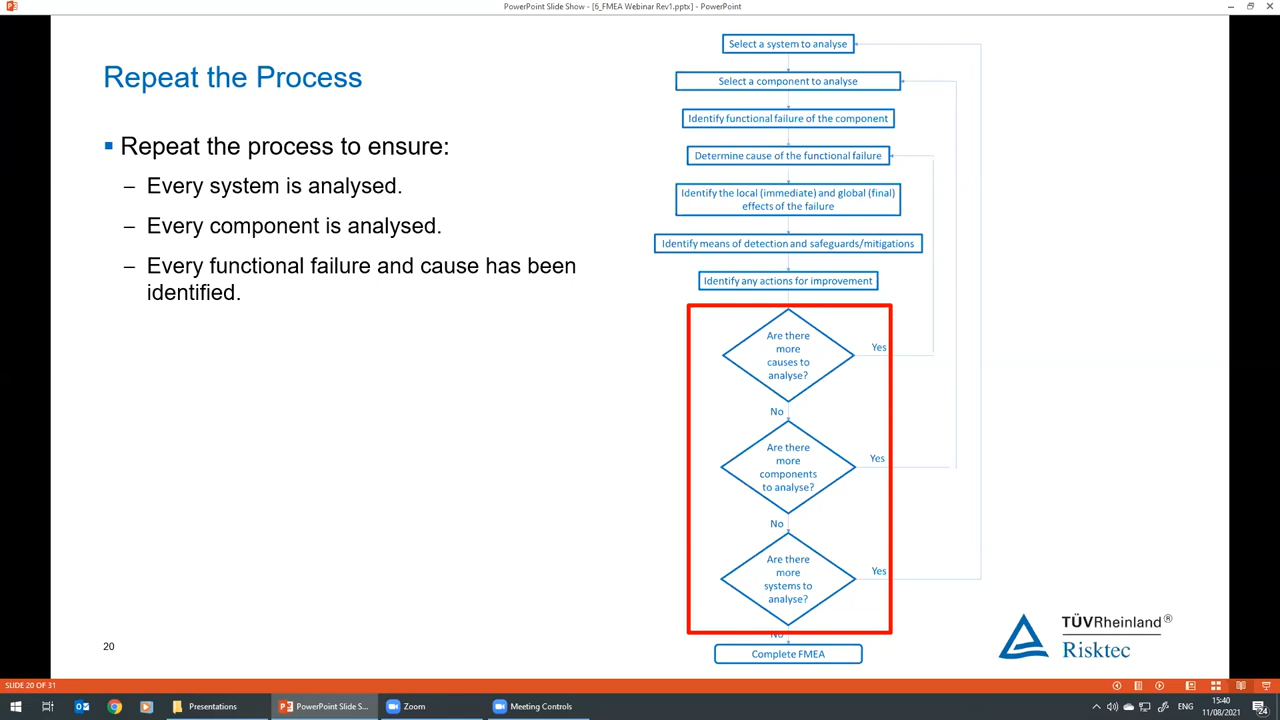 PowerPoint Slide Show - [6_FMEA Webinar Rev1.pptx] - PowerPoint
Repeat the Process
Repeat the process to ensure:
– Every system is analysed.
– Every component is analysed.
– Every functional failure and cause has been
identified.
Select a system to analyse
Select a component to analyse
Identify functional failure of the component
Determine cause of the functional failure
Identify the local (immediate) and global (final)
effects of the failure
Identify means of detection and safeguards/mitigations
Identify any actions for improvement
Are there
more
causes to
analyse?
Yes
No
Are there
more
components
to analyse?
Yes
No
Are there
more
systems to
analyse?
Yes
No
Complete FMEA
20
TÜVRheinland®
Risktec
SLIDE 20 OF 31
Presentations
PowerPoint Slide S...
Zoom
Meeting Controls
ENG
15:40
11/08/2021
24